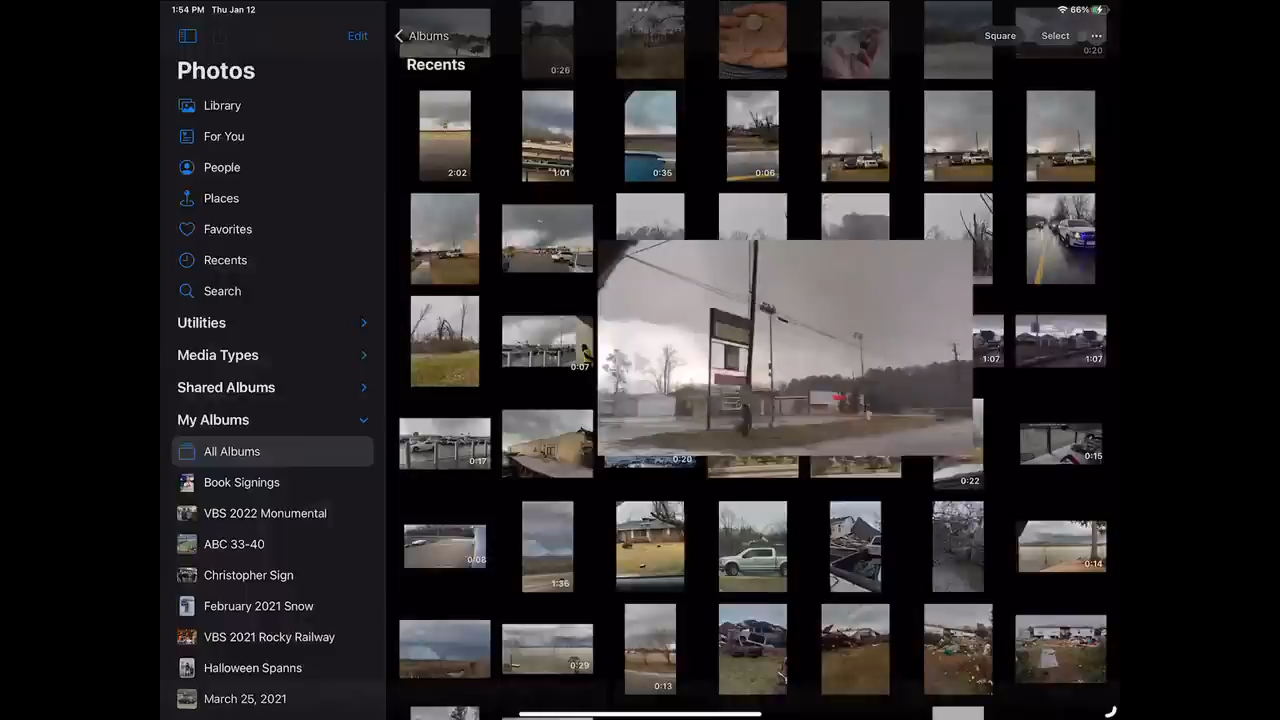 1:54 PM Thu Jan 12
66%
Edit
Albums
Square
Select
Photos
Recents
0:26
0:20
Library
For You
People
Places
Favorites
Recents
Search
Utilities
Media Types
Shared Albums
My Albums
All Albums
Book Signings
VBS 2022 Monumental
ABC 33-40
Christopher Sign
February 2021 Snow
VBS 2021 Rocky Railway
Halloween Spanns
March 25, 2021
2:02
1:01
0:35
0:06
0:07
1:07
1:07
0:17
0:20
0:22
0:15
0:08
1:36
0:14
0:29
0:13